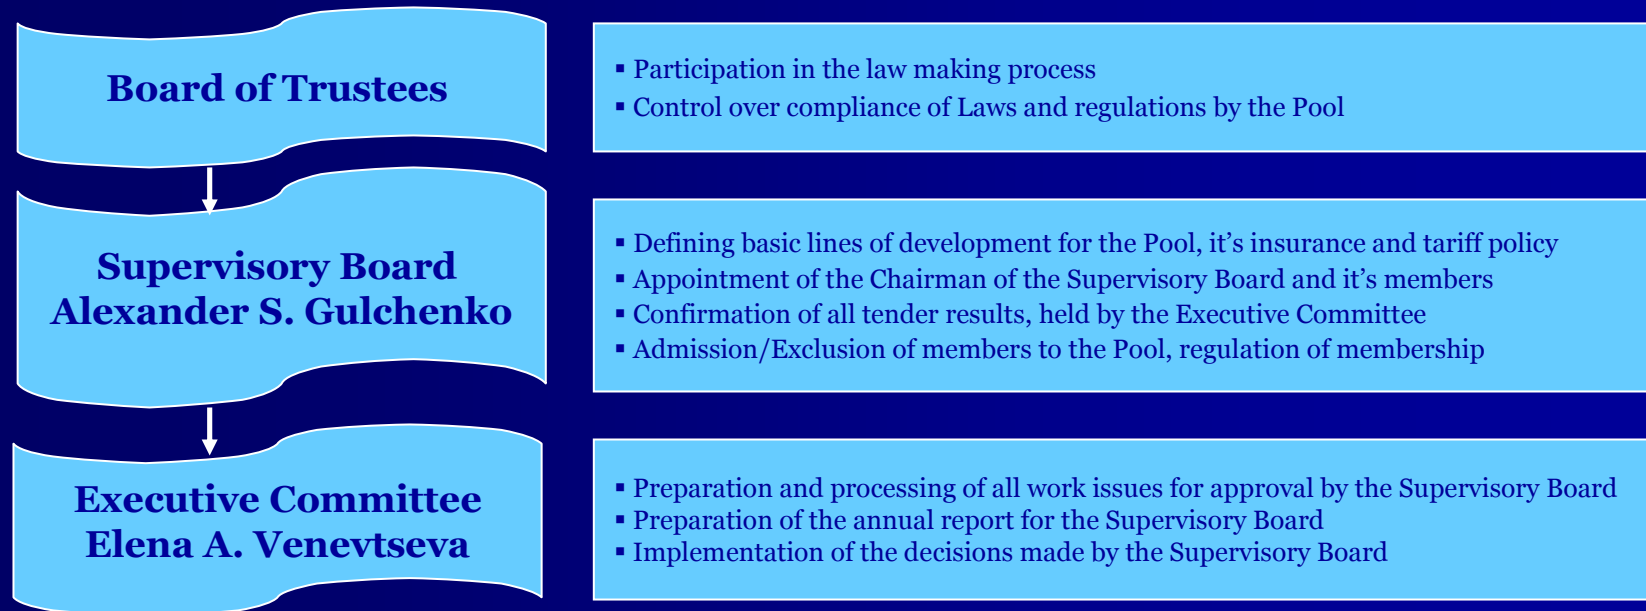 Board of Trustees
▪ Participation in the law making process
▪ Control over compliance of Laws and regulations by the Pool
Supervisory Board
Alexander S. Gulchenko
▪ Defining basic lines of development for the Pool, it’s insurance and tariff policy
▪ Appointment of the Chairman of the Supervisory Board and it’s members
▪ Confirmation of all tender results, held by the Executive Committee
▪ Admission/Exclusion of members to the Pool, regulation of membership
Executive Committee
Elena A. Venevtseva
▪ Preparation and processing of all work issues for approval by the Supervisory Board
▪ Preparation of the annual report for the Supervisory Board
▪ Implementation of the decisions made by the Supervisory Board